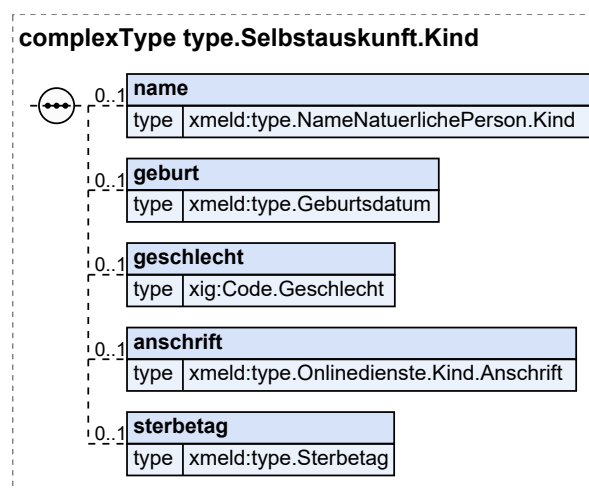 complexType type.Selbstauskunft.Kind
0..1 name
type xmeld:type.NameNatuerlichePerson.Kind
0..1 geburt
type xmeld:type.Geburtsdatum
0..1 geschlecht
type xig:Code.Geschlecht
0..1 anschrift
type xmeld:type.Onlinedienste.Kind.Anschrift
0..1 sterbetag
type xmeld:type.Sterbetag